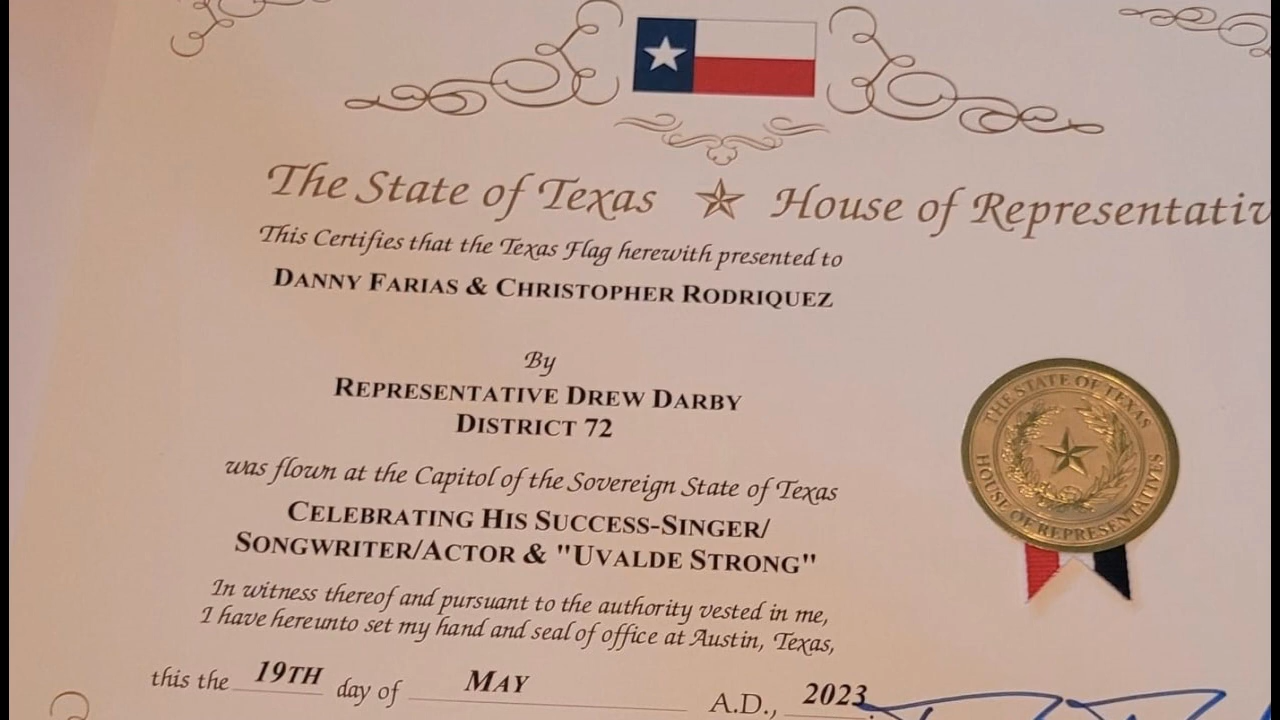 The State of Texas House of Representativ
This Certifies that the Texas Flag herewith presented to
DANNY FARIAS & CHRISTOPHER RODRIQUEZ
By
REPRESENTATIVE DREW DARBY
DISTRICT 72
was flown at the Capitol of the Sovereign State of Texas
CELEBRATING HIS SUCCESS-SINGER/
SONGWRITER/ACTOR & "UVALDE STRONG"
In witness thereof and pursuant to the authority vested in me,
I have hereunto set my hand and seal of office at Austin, Texas,
this the 19TH day of MAY A.D., 2023.
THE STATE OF TEXAS
HOUSE OF REPRESENTATIVES